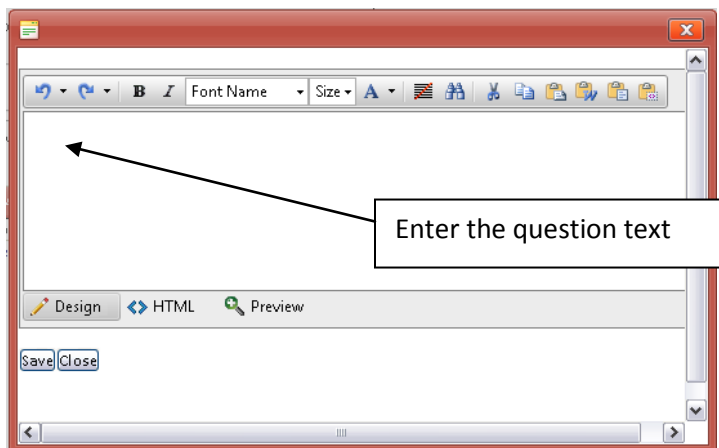 B I Font Name Size A
Enter the question text
Design HTML Preview
Save Close